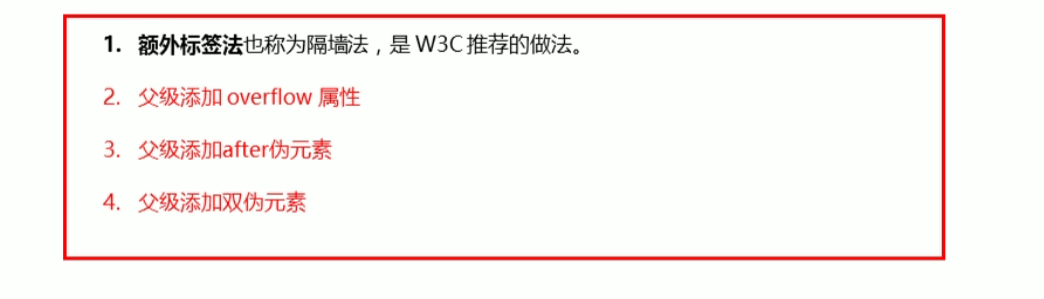 1. 额外标签法也称为隔墙法，是 W3C 推荐的做法。
2. 父级添加 overflow 属性
3. 父级添加after伪元素
4. 父级添加双伪元素